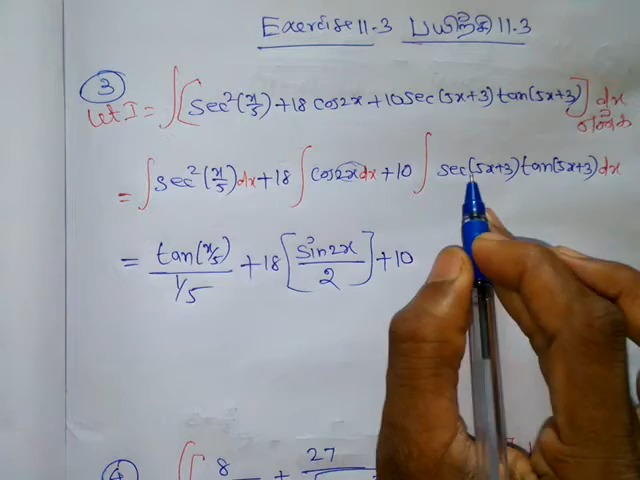 Exercise 11.3 பயிற்சி 11.3
③ Let I = ∫[sec²(x/5) + 18 cos2x + 10 sec(5x+3) tan(5x+3)] dx
= ∫ sec²(x/5) dx + 18 ∫ cos2x dx + 10 ∫ sec(5x+3) tan(5x+3) dx
= tan(x/5)/(1/5) + 18 [sin2x/2] + 10
④ ∫ 8 + 27